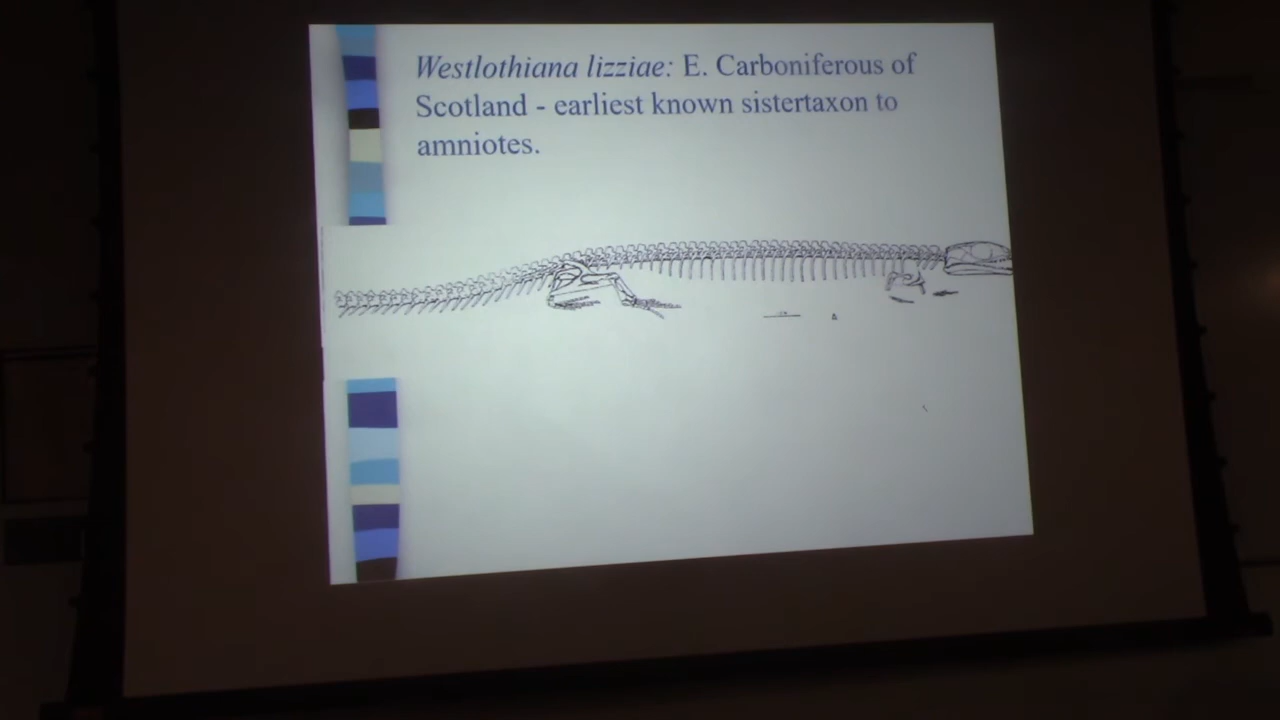 Westlothiana lizziae: E. Carboniferous of
Scotland - earliest known sistertaxon to
amniotes.